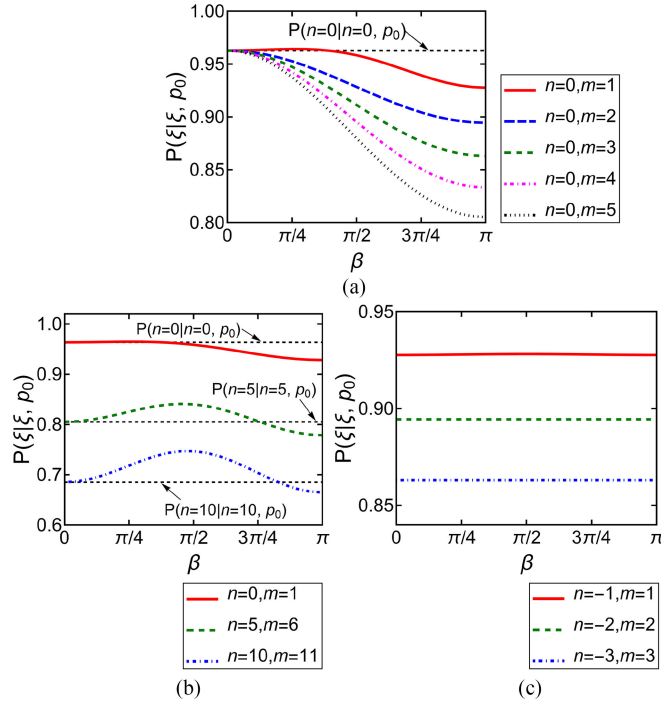 1.00
P(n=0|n=0, p₀)
0.95
0.90
0.85
0.80
P(ξ|ξ, p₀)
0
π/4
π/2
3π/4
π
β
n=0,m=1
n=0,m=2
n=0,m=3
n=0,m=4
n=0,m=5
(a)
1.0
0.9
0.8
0.7
0.6
P(ξ|ξ, p₀)
P(n=0|n=0, p₀)
P(n=5|n=5, p₀)
P(n=10|n=10, p₀)
0
π/4
π/2
3π/4
π
β
n=0,m=1
n=5,m=6
n=10,m=11
(b)
0.95
0.90
0.85
P(ξ|ξ, p₀)
0
π/4
π/2
3π/4
π
β
n=−1,m=1
n=−2,m=2
n=−3,m=3
(c)